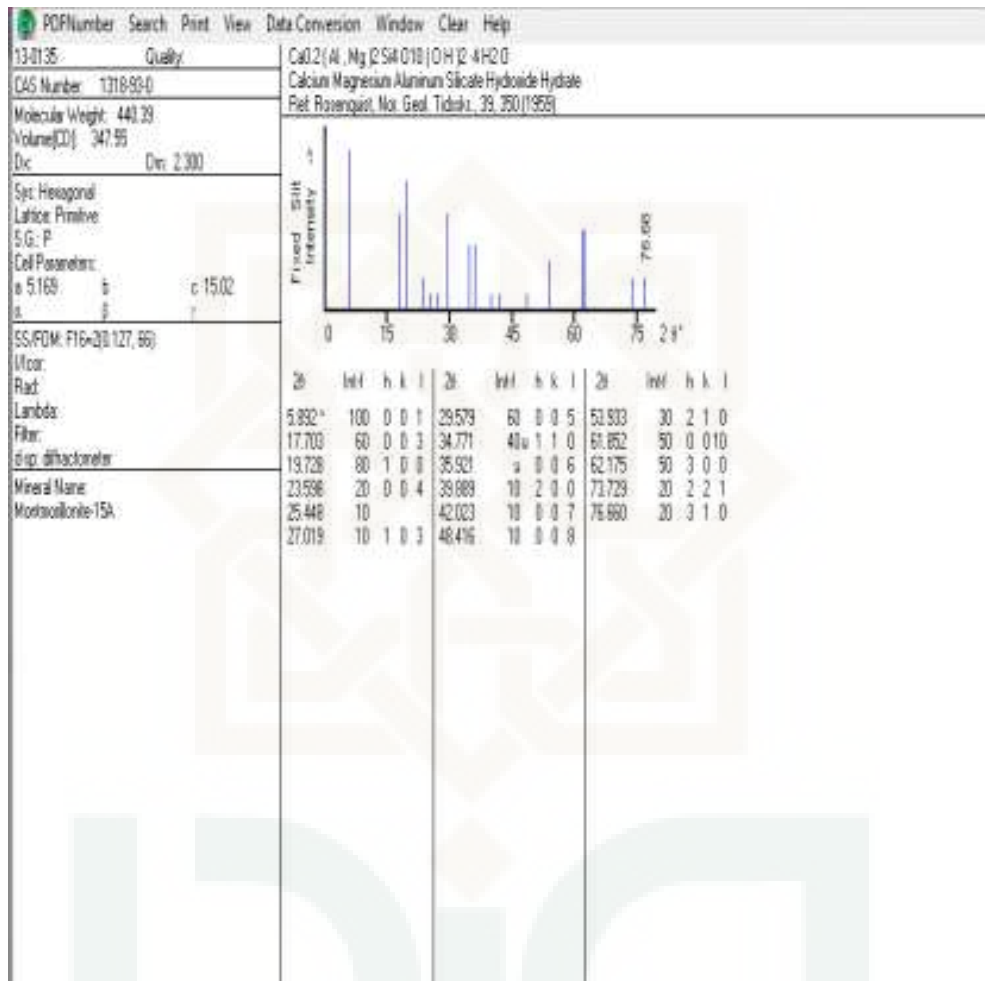 PDFNumber Search Print View Data Conversion Window Clear Help
13-0135 Quality:
CAS Number: 1318-93-0
Molecular Weight: 440.39
Volume[CD]: 347.55
Dx: Dm: 2.300
Sys: Hexagonal
Lattice: Primitive
S.G.: P
Cell Parameters:
a 5.169 b c 15.02
SS/FOM: F16=2(0.127, 66)
I/Icor:
Rad:
Lambda:
Filter:
d-sp: diffractometer
Mineral Name:
Montmorillonite-15A
Ca0.2 ( Al , Mg )2 Si4 O10 ( O H )2 ·4 H2 O
Calcium Magnesium Aluminum Silicate Hydroxide Hydrate
Ref: Rosenquist, Nor. Geol. Tidsskr., 39, 350 (1959)
Fixed Slit
Intensity
76.66
0 15 30 45 60 75 2 θ°
2θ Int-f h k l 2θ Int-f h k l 2θ Int-f h k l
5.892 * 100 0 0 1 29.579 60 0 0 5 53.933 30 2 1 0
17.703 60 0 0 3 34.771 40u 1 1 0 61.852 50 0 0 10
19.728 80 1 0 0 35.921 u 0 0 6 62.175 50 3 0 0
23.598 20 0 0 4 39.889 10 2 0 0 73.729 20 2 2 1
25.448 10 42.023 10 0 0 7 76.660 20 3 1 0
27.019 10 1 0 3 48.416 10 0 0 8